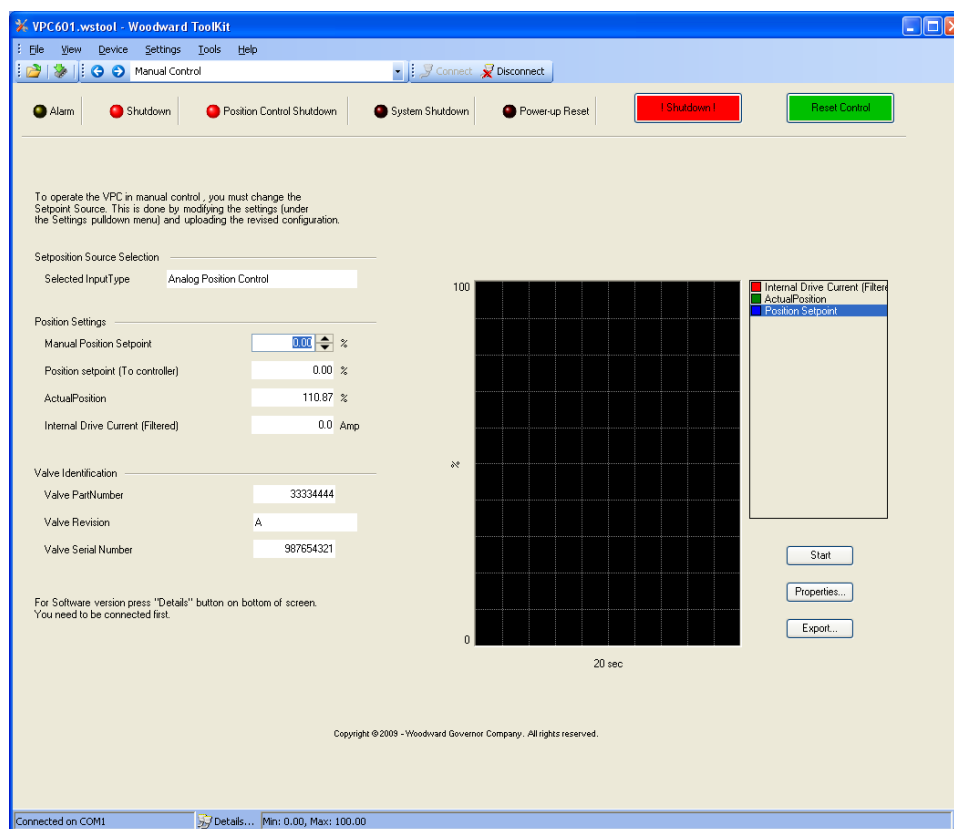 VPC601.wstool - Woodward ToolKit
File View Device Settings Tools Help
Manual Control Connect Disconnect
Alarm Shutdown Position Control Shutdown System Shutdown Power-up Reset ! Shutdown ! Reset Control
To operate the VPC in manual control , you must change the
Setpoint Source. This is done by modifying the settings (under
the Settings pulldown menu) and uploading the revised configuration.
Setposition Source Selection
Selected InputType Analog Position Control
Position Settings
Manual Position Setpoint 0.00 %
Position setpoint (To controller) 0.00 %
ActualPosition 110.87 %
Internal Drive Current (Filtered) 0.0 Amp
Valve Identification
Valve PartNumber 33334444
Valve Revision A
Valve Serial Number 987654321
For Software version press "Details" button on bottom of screen.
You need to be connected first.
100
%
0
20 sec
Internal Drive Current (Filtere
ActualPosition
Position Setpoint
Start
Properties...
Export...
Copyright © 2009 - Woodward Governor Company. All rights reserved.
Connected on COM1 Details... Min: 0.00, Max: 100.00